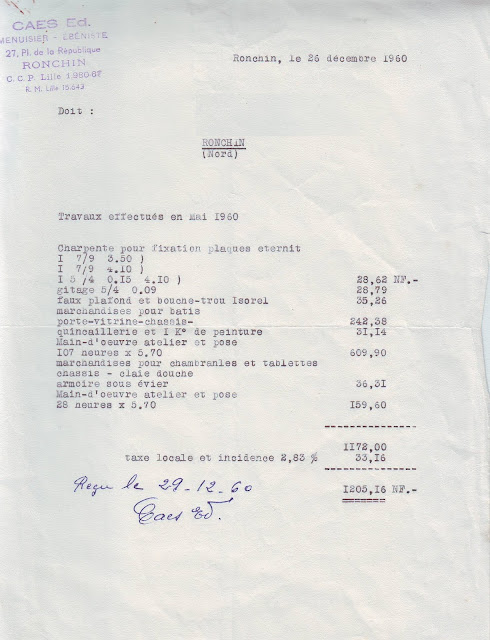 CAES Ed.
MENUISIER - ÉBÉNISTE
27, Pl. de la République
RONCHIN
C. C. P. Lille 1980-67
R. M. Lille 15.643
Ronchin, le 26 décembre 1960
Doit :
RONCHIN
(Nord)
Travaux effectués en mai 1960
Charpente pour fixation plaques eternit
I 7/9 3.50 )
I 7/9 4.10 )
I 5/4 0.15 4.10 ) 28,62 NF.-
gitage 5/4 0.09 28,79
faux plafond et bouche-trou Isorel 35,26
marchandises pour batis
porte-vitrine-chassis- 242,38
quincaillerie et I K° de peinture 31,14
Main-d'oeuvre atelier et pose
107 heures x 5.70 609,90
marchandises pour chambranles et tablettes
chassis - claie douche
armoire sous évier 36,31
Main-d'oeuvre atelier et pose
28 heures x 5.70 159,60
1172,00
taxe locale et incidence 2,83 % 33,16
Reçu le 29-12-60 1205,16 NF.-
Caes Ed.